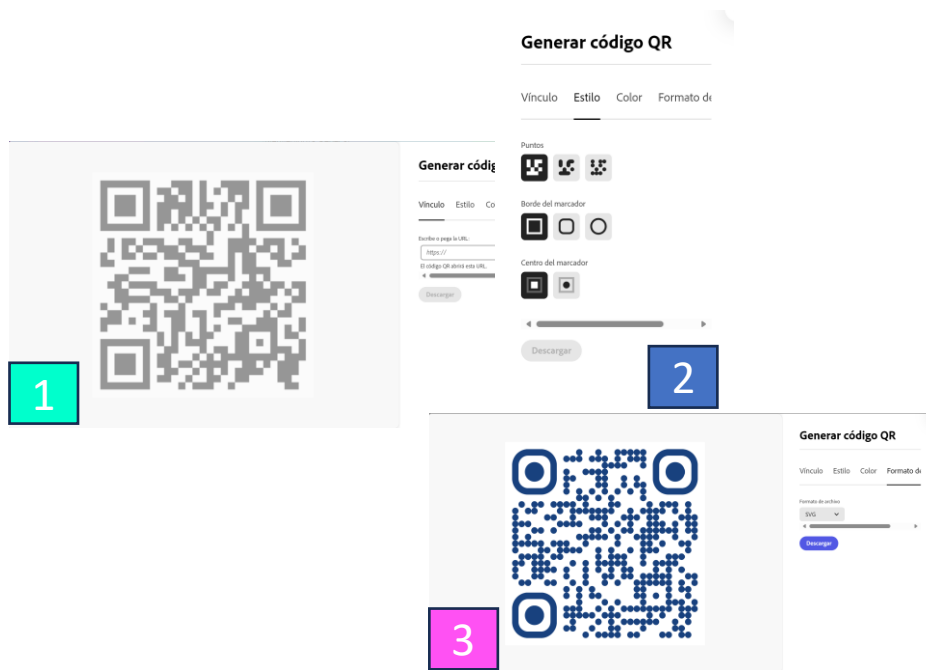 Generar códig
Vínculo Estilo Co
Escribe o pega la URL:
https://
El código QR abrirá esta URL.
Descargar
1
Generar código QR
Vínculo Estilo Color Formato de
Puntos
Borde del marcador
Centro del marcador
Descargar
2
Generar código QR
Vínculo Estilo Color Formato de
Formato de archivo
SVG
Descargar
3